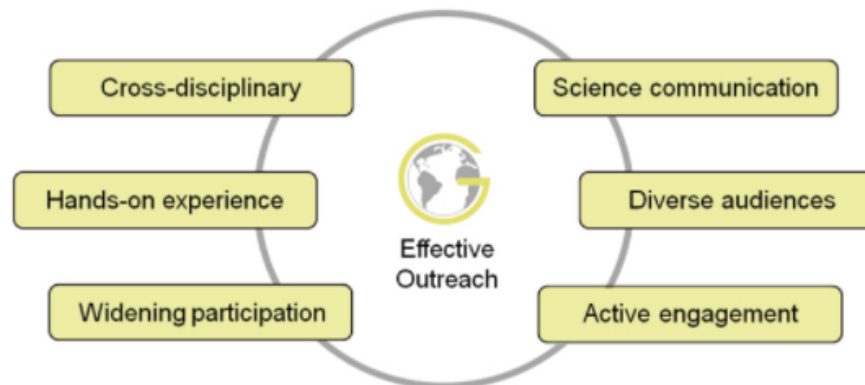 Cross-disciplinary
Science communication
Hands-on experience
Diverse audiences
Effective
Outreach
Widening participation
Active engagement